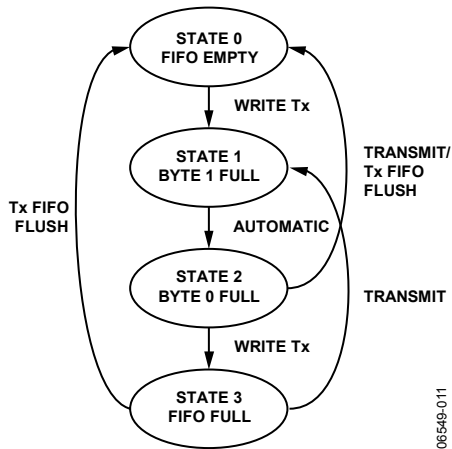 STATE 0
FIFO EMPTY
WRITE Tx
STATE 1
BYTE 1 FULL
TRANSMIT/
Tx FIFO
FLUSH
Tx FIFO
FLUSH
AUTOMATIC
STATE 2
BYTE 0 FULL
TRANSMIT
WRITE Tx
STATE 3
FIFO FULL
06549-011